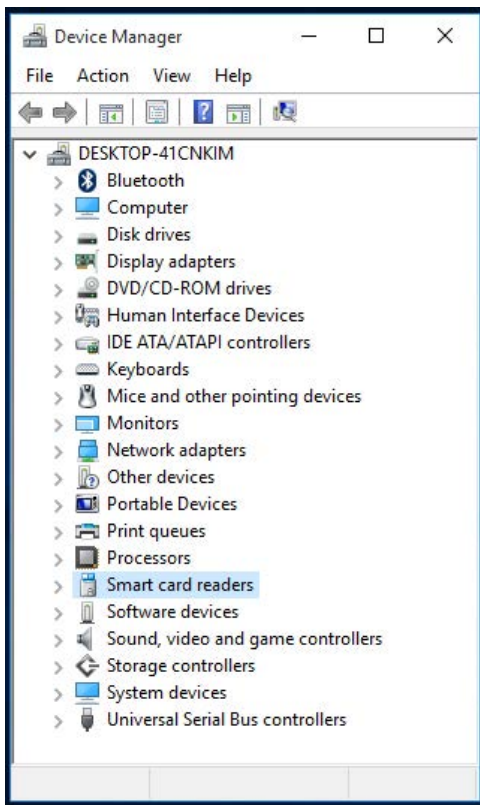 Device Manager
File Action View Help
DESKTOP-41CNKIM
Bluetooth
Computer
Disk drives
Display adapters
DVD/CD-ROM drives
Human Interface Devices
IDE ATA/ATAPI controllers
Keyboards
Mice and other pointing devices
Monitors
Network adapters
Other devices
Portable Devices
Print queues
Processors
Smart card readers
Software devices
Sound, video and game controllers
Storage controllers
System devices
Universal Serial Bus controllers